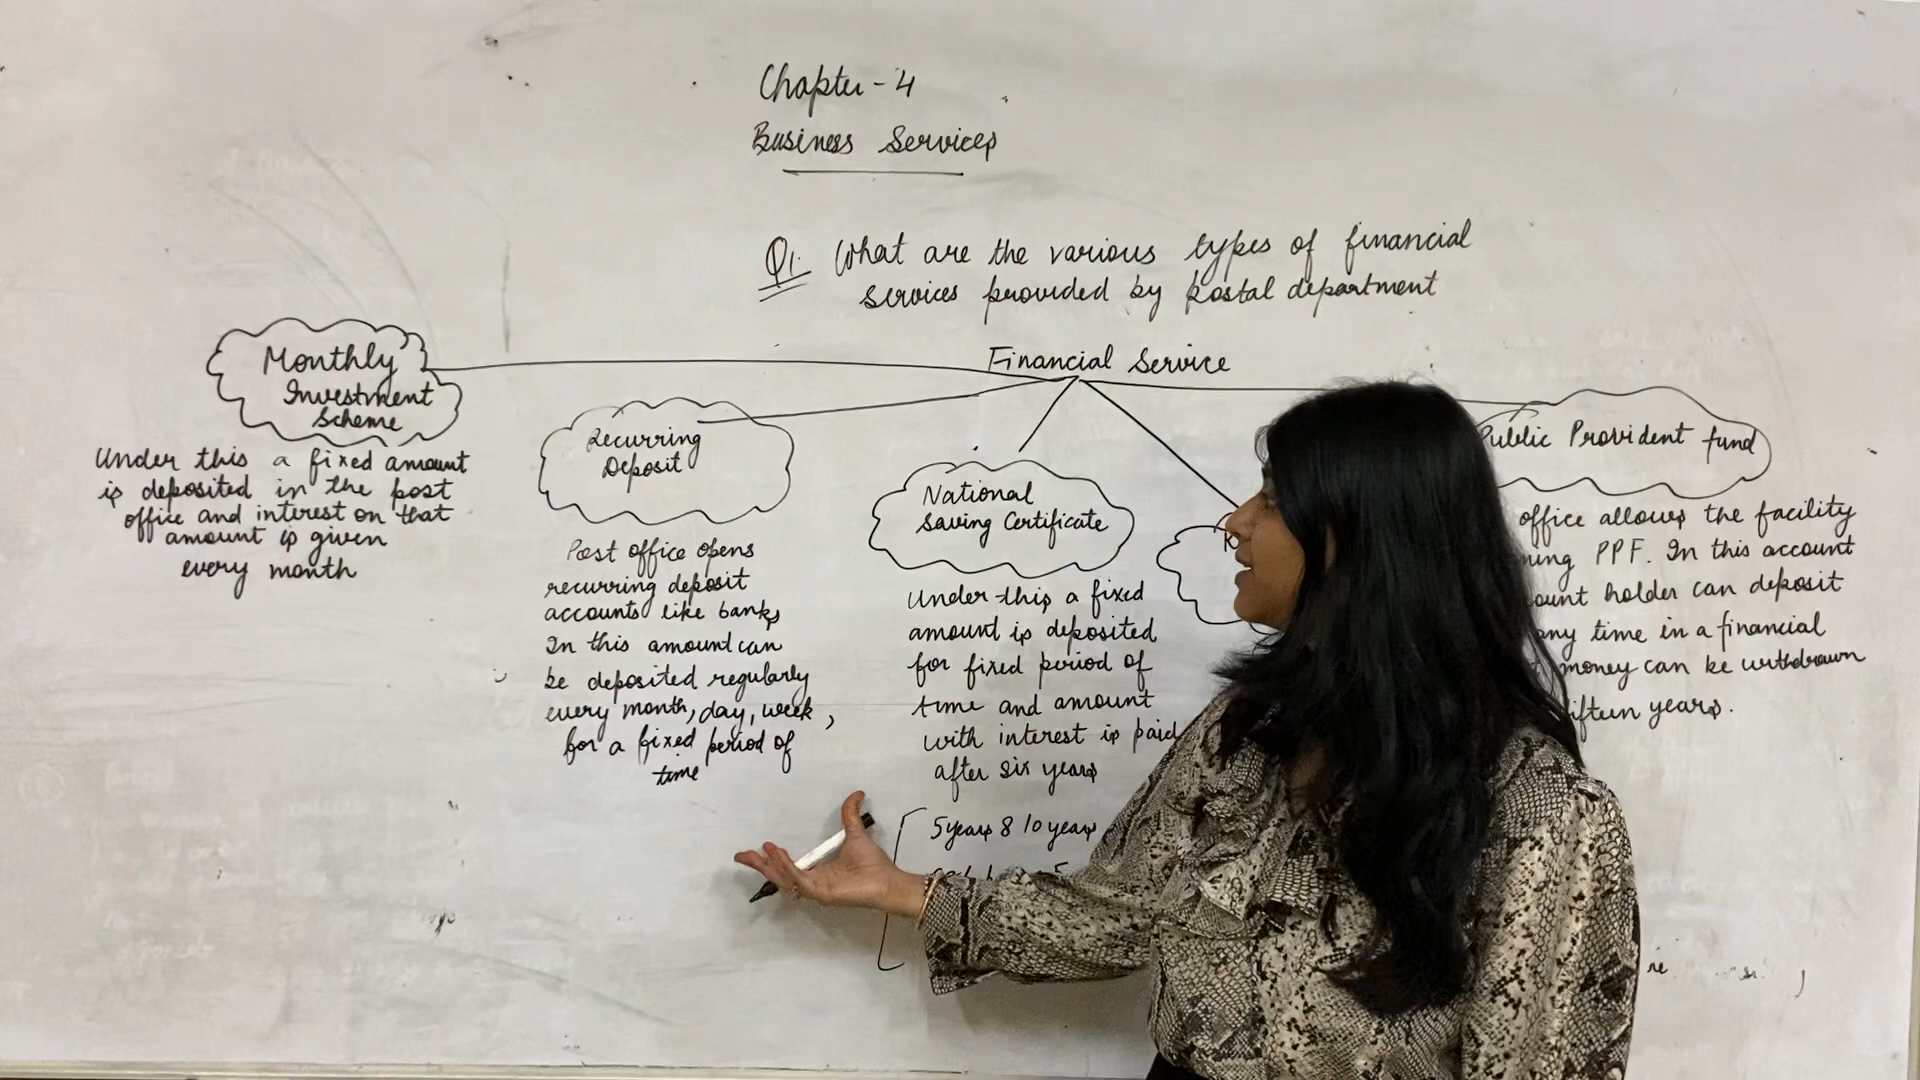 Chapter-4
Business Services
Q1. What are the various types of financial
services provided by postal department
Financial Service
Monthly
Investment
Scheme
Under this a fixed amount
is deposited in the post
office and interest on that
amount is given
every month
Recurring
Deposit
Post office opens
recurring deposit
accounts like banks
In this amount can
be deposited regularly
every month, day, week,
for a fixed period of
time
National
Saving Certificate
Under this a fixed
amount is deposited
for fixed period of
time and amount
with interest is paid
after six years
5years & 10 years
Public Provident fund
office allows the facility
PPF. In this account
holder can deposit
any time in a financial
money can be withdrawn
years.